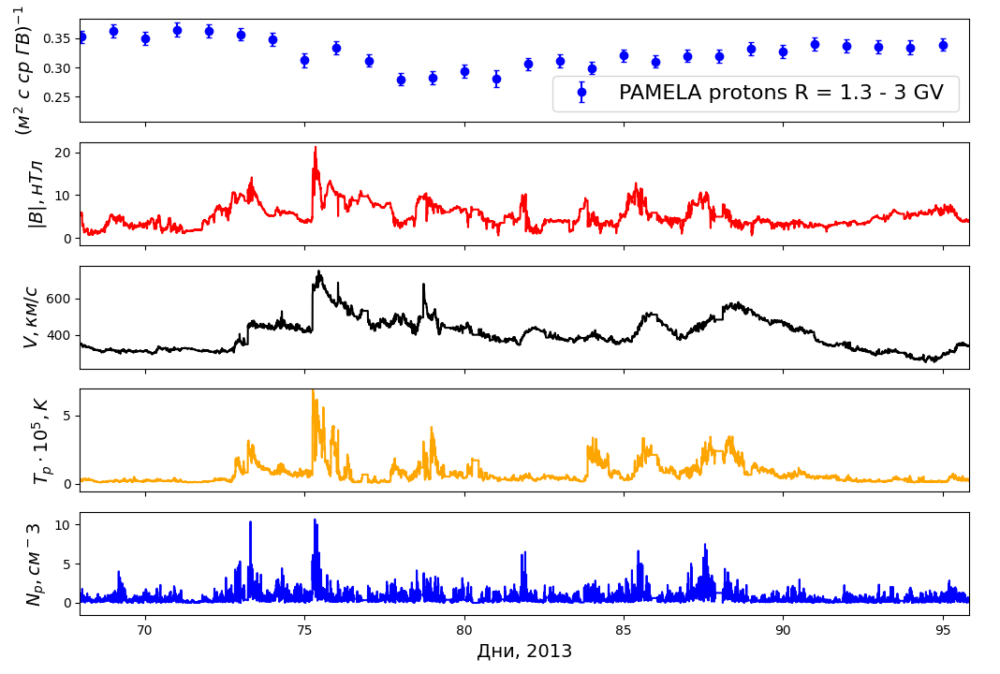 (м² с ср ГВ)⁻¹
0.35
0.30
0.25
PAMELA protons R = 1.3 - 3 GV
|B|, нТл
20
10
0
V, км/с
600
400
Tₚ · 10⁵, K
5
0
Nₚ, см⁻3
10
5
0
70 75 80 85 90 95
Дни, 2013